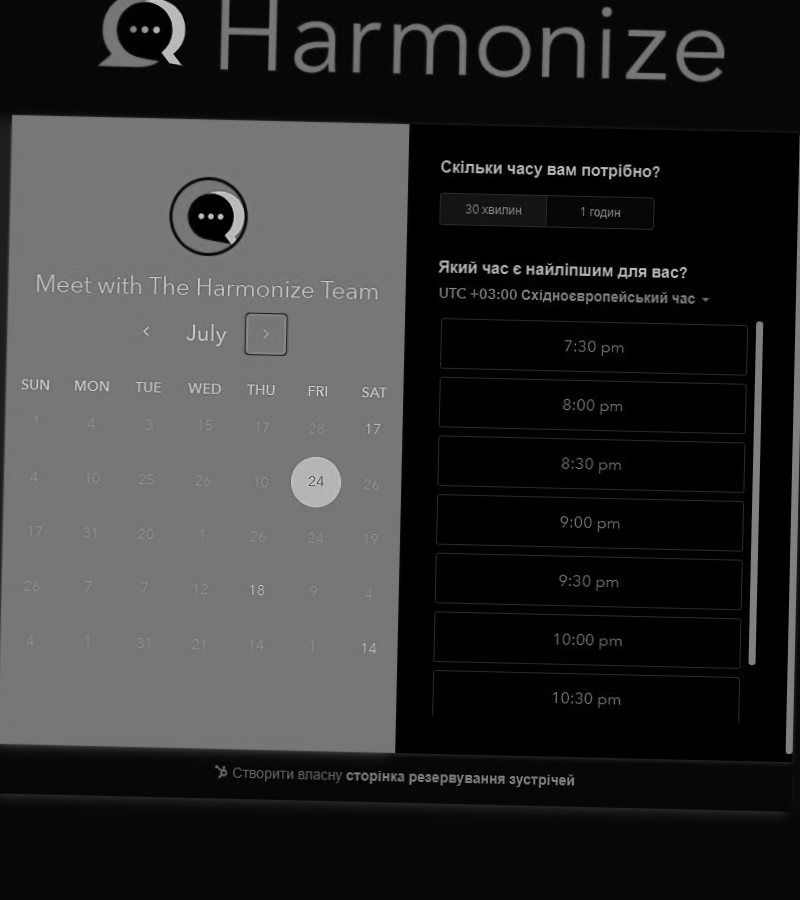 Harmonize
Meet with The Harmonize Team
July
SUN MON TUE WED THU FRI SAT
1 4 3 15 17 28 17
4 10 25 26 10 24 26
17 31 20 1 26 24 19
26 7 7 12 18 9 4
4 1 31 21 14 1 14
Скільки часу вам потрібно?
30 хвилин 1 годин
Який час є найліпшим для вас?
UTC +03:00 Східноєвропейський час
7:30 pm
8:00 pm
8:30 pm
9:00 pm
9:30 pm
10:00 pm
10:30 pm
Створити власну сторінка резервування зустрічей